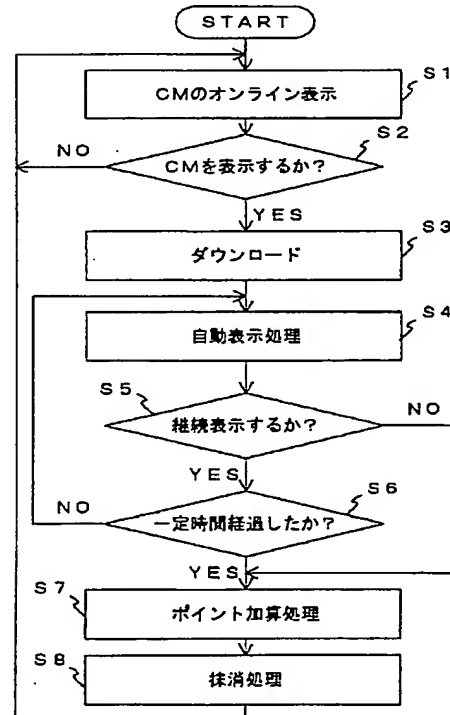 START
S1
CMのオンライン表示
S2
NO
CMを表示するか?
YES
S3
ダウンロード
S4
自動表示処理
S5
NO
継続表示するか?
YES
S6
NO
一定時間経過したか?
YES
S7
ポイント加算処理
S8
抹消処理